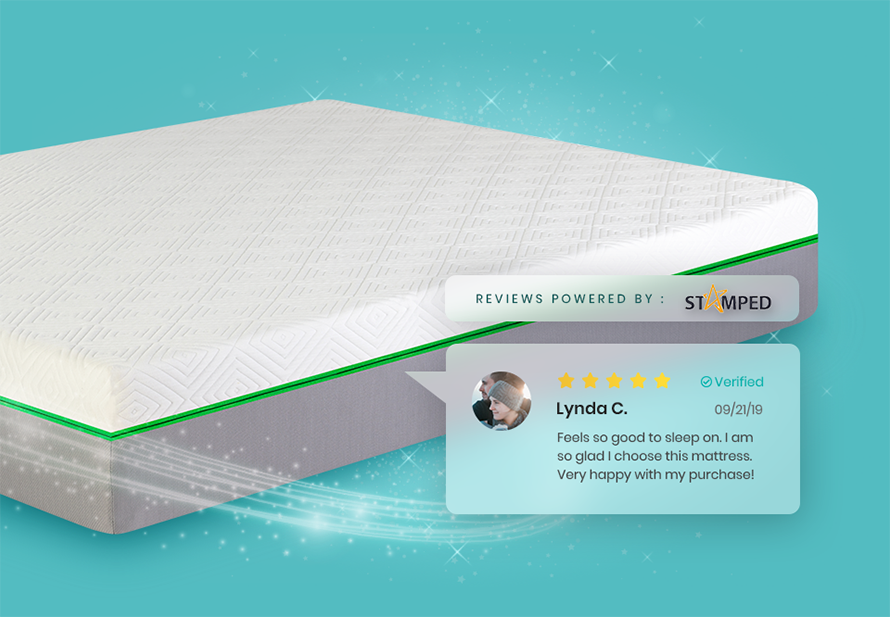 REVIEWS POWERED BY : STAMPED
Verified
Lynda C. 09/21/19
Feels so good to sleep on. I am
so glad I choose this mattress.
Very happy with my purchase!